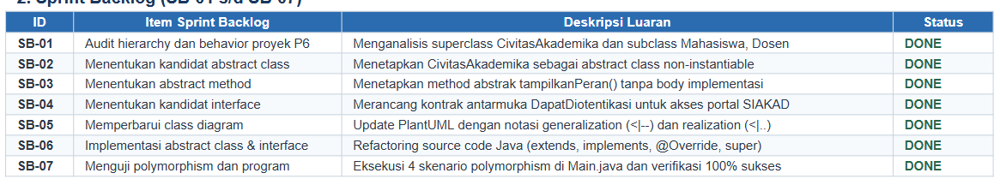 2. Sprint Backlog (SB-01 s/d SB-07)
ID Item Sprint Backlog Deskripsi Luaran Status
SB-01 Audit hierarchy dan behavior proyek P6 Menganalisis superclass CivitasAkademika dan subclass Mahasiswa, Dosen DONE
SB-02 Menentukan kandidat abstract class Menetapkan CivitasAkademika sebagai abstract class non-instantiable DONE
SB-03 Menentukan abstract method Menetapkan method abstrak tampilkanPeran() tanpa body implementasi DONE
SB-04 Menentukan kandidat interface Merancang kontrak antarmuka DapatDiotentikasi untuk akses portal SIAKAD DONE
SB-05 Memperbarui class diagram Update PlantUML dengan notasi generalization (<|--) dan realization (<|..) DONE
SB-06 Implementasi abstract class & interface Refactoring source code Java (extends, implements, @Override, super) DONE
SB-07 Menguji polymorphism dan program Eksekusi 4 skenario polymorphism di Main.java dan verifikasi 100% sukses DONE